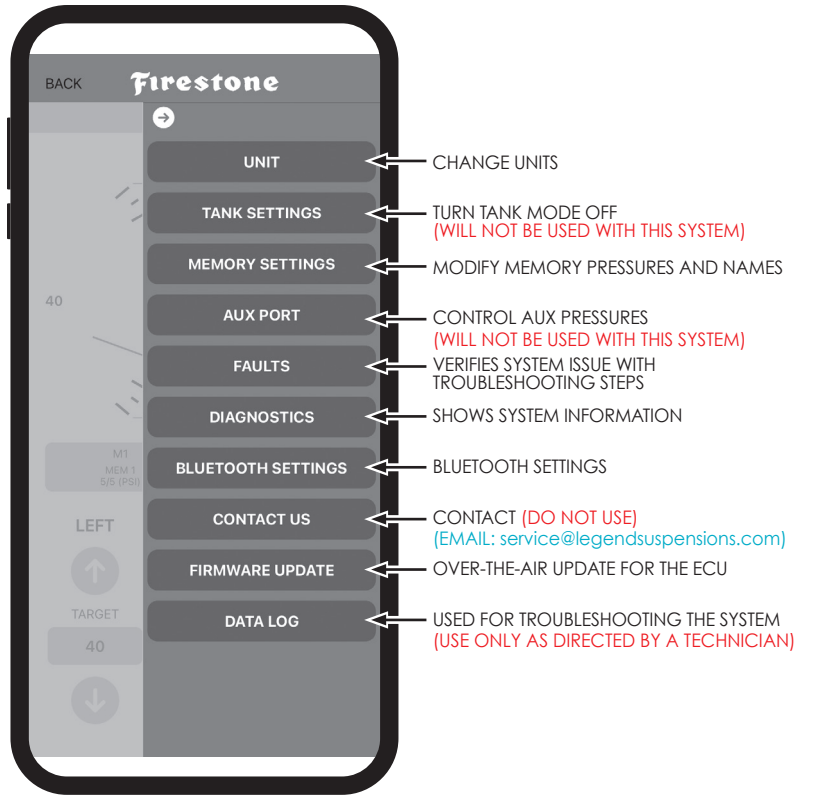 BACK
Firestone
UNIT
CHANGE UNITS
TANK SETTINGS
TURN TANK MODE OFF
(WILL NOT BE USED WITH THIS SYSTEM)
MEMORY SETTINGS
MODIFY MEMORY PRESSURES AND NAMES
40
AUX PORT
CONTROL AUX PRESSURES
(WILL NOT BE USED WITH THIS SYSTEM)
FAULTS
VERIFIES SYSTEM ISSUE WITH
TROUBLESHOOTING STEPS
DIAGNOSTICS
SHOWS SYSTEM INFORMATION
M1
MEM 1
5/5 (PSI)
BLUETOOTH SETTINGS
BLUETOOTH SETTINGS
LEFT
CONTACT US
CONTACT (DO NOT USE)
(EMAIL: service@legendsuspensions.com)
FIRMWARE UPDATE
OVER-THE-AIR UPDATE FOR THE ECU
TARGET
40
DATA LOG
USED FOR TROUBLESHOOTING THE SYSTEM
(USE ONLY AS DIRECTED BY A TECHNICIAN)